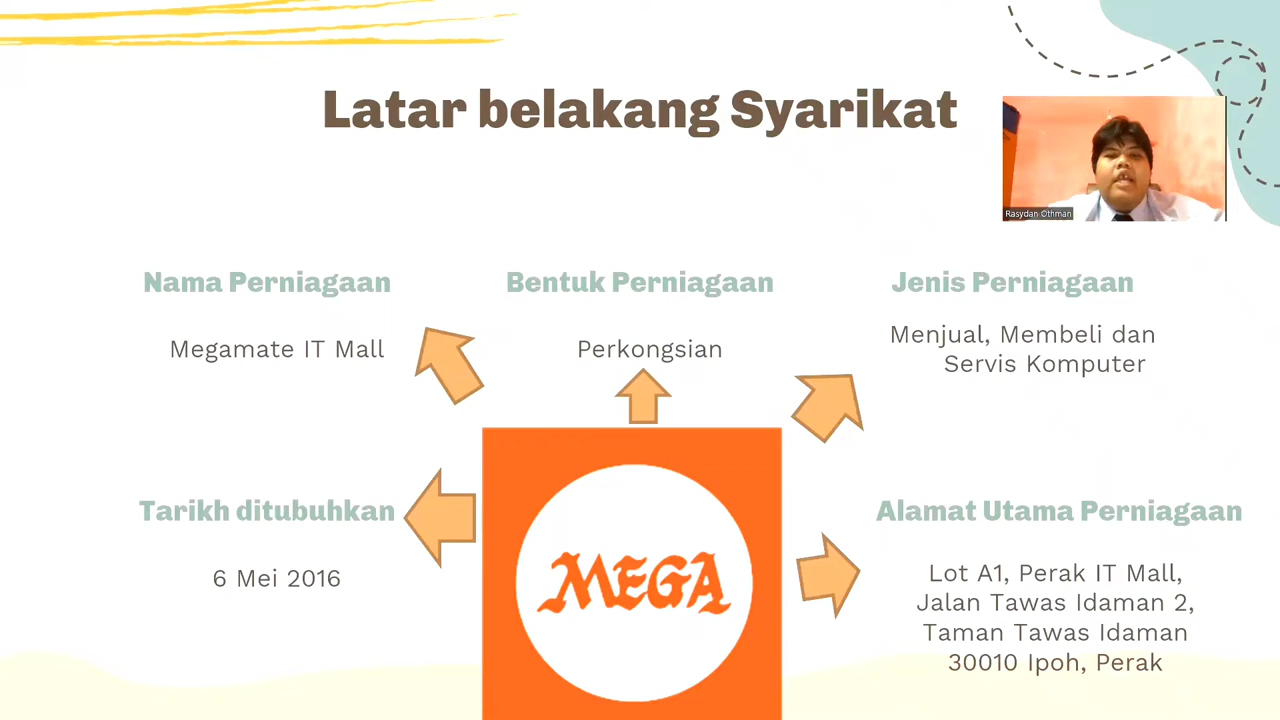 Latar belakang Syarikat
Rasydan Othman
Nama Perniagaan
Megamate IT Mall
Bentuk Perniagaan
Perkongsian
Jenis Perniagaan
Menjual, Membeli dan
Servis Komputer
Tarikh ditubuhkan
6 Mei 2016
MEGA
Alamat Utama Perniagaan
Lot A1, Perak IT Mall,
Jalan Tawas Idaman 2,
Taman Tawas Idaman
30010 Ipoh, Perak